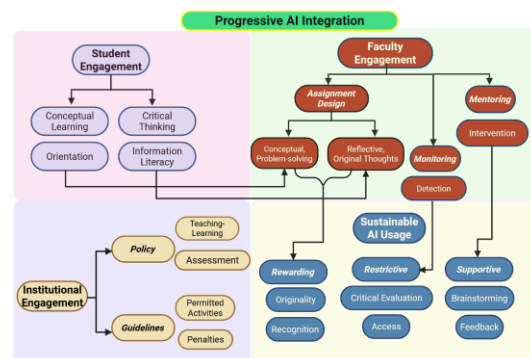 Progressive AI Integration
Student
Engagement
Conceptual
Learning
Critical
Thinking
Orientation
Information
Literacy
Faculty
Engagement
Assignment
Design
Mentoring
Intervention
Conceptual,
Problem-solving
Reflective,
Original Thoughts
Monitoring
Detection
Institutional
Engagement
Policy
Teaching-
Learning
Assessment
Guidelines
Permitted
Activities
Penalties
Sustainable
AI Usage
Rewarding
Originality
Recognition
Restrictive
Critical Evaluation
Access
Supportive
Brainstorming
Feedback